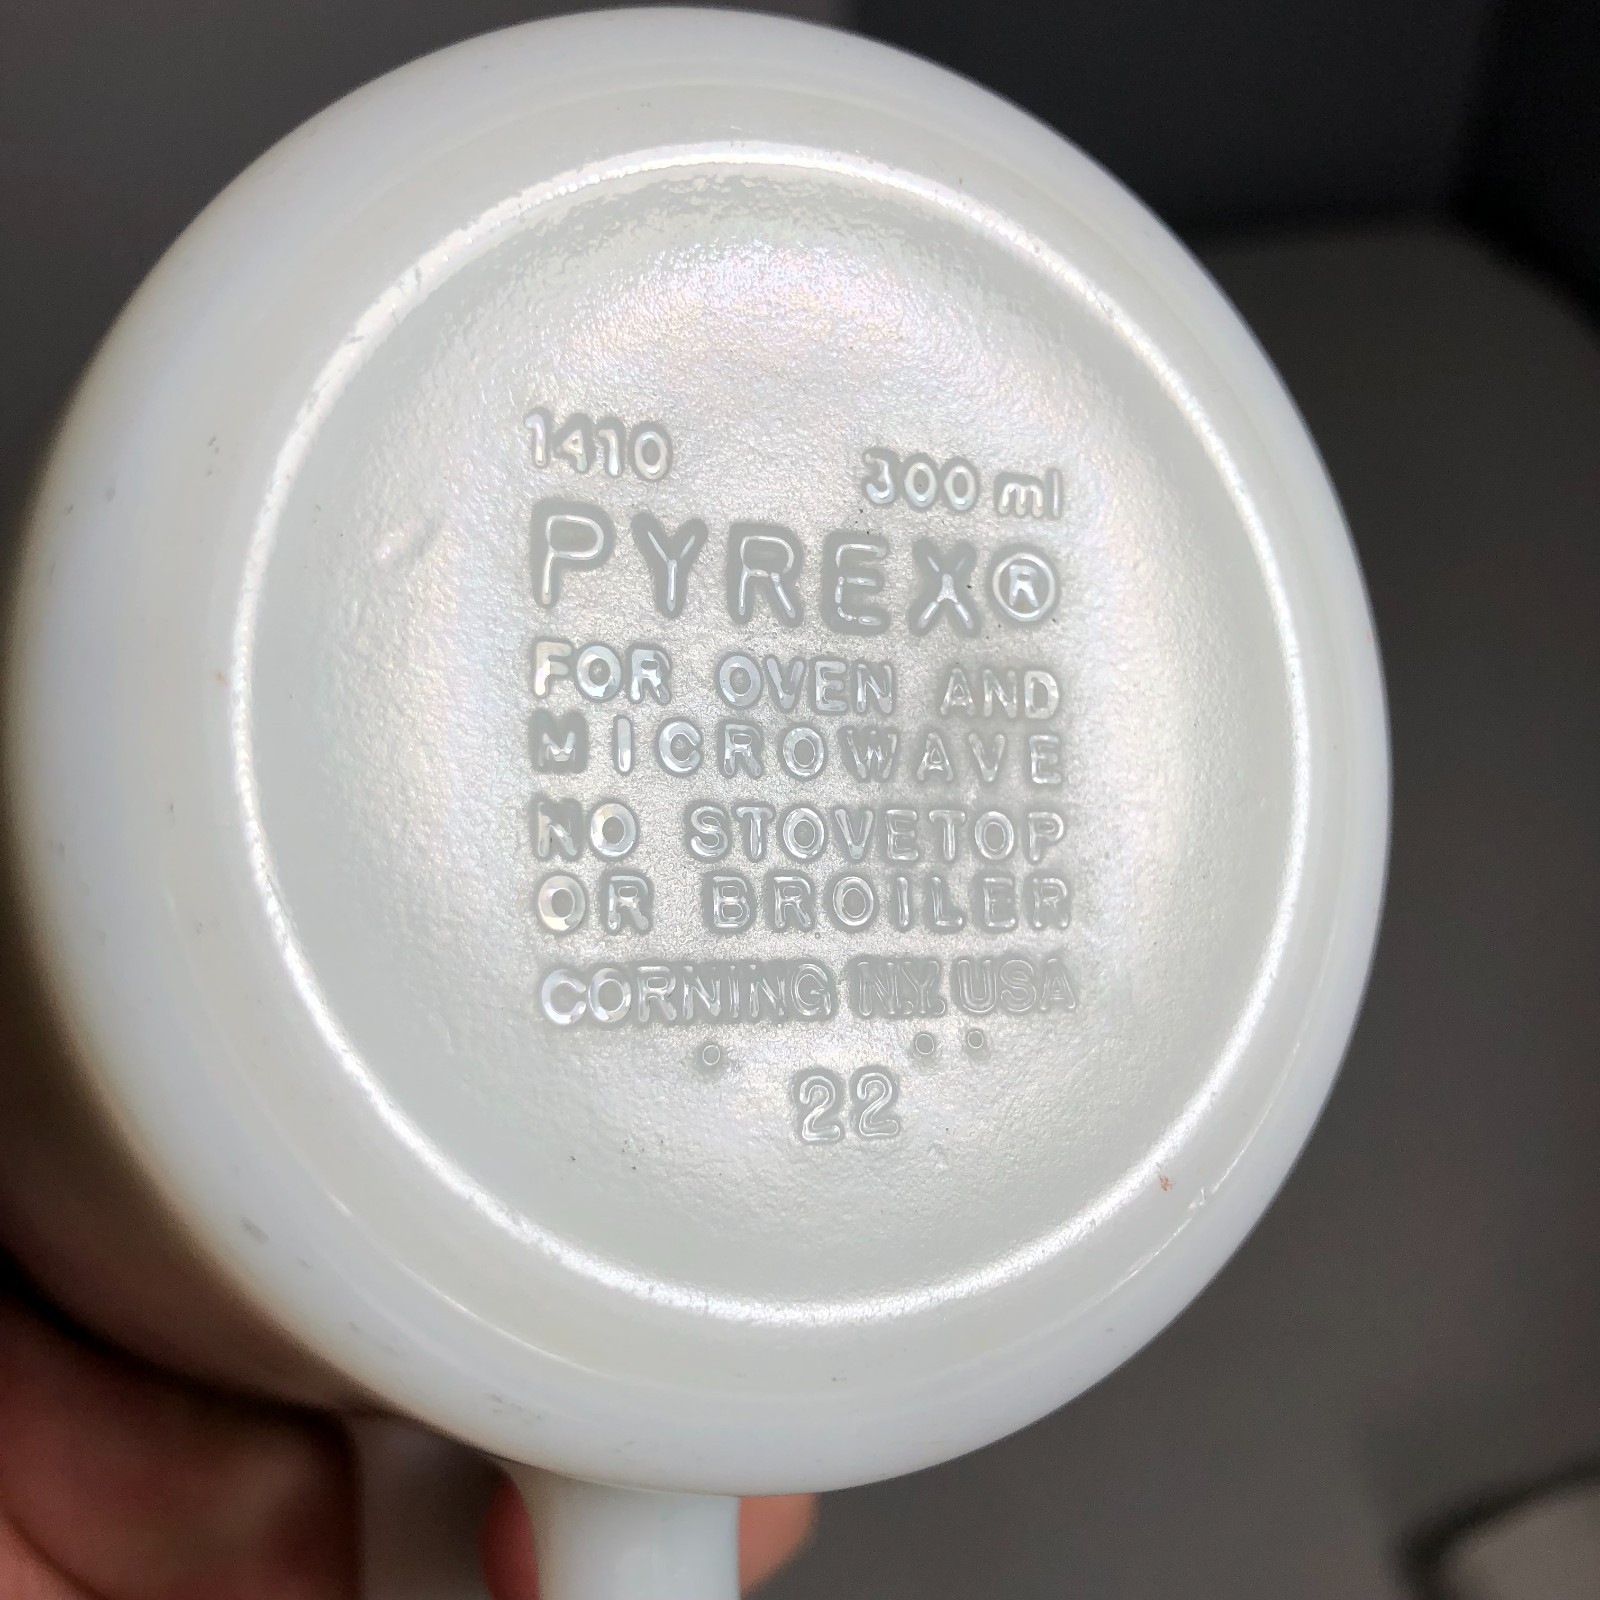 1410 300 ml
PYREX®
FOR OVEN AND
MICROWAVE
NO STOVETOP
OR BROILER
CORNING N.Y. USA
22